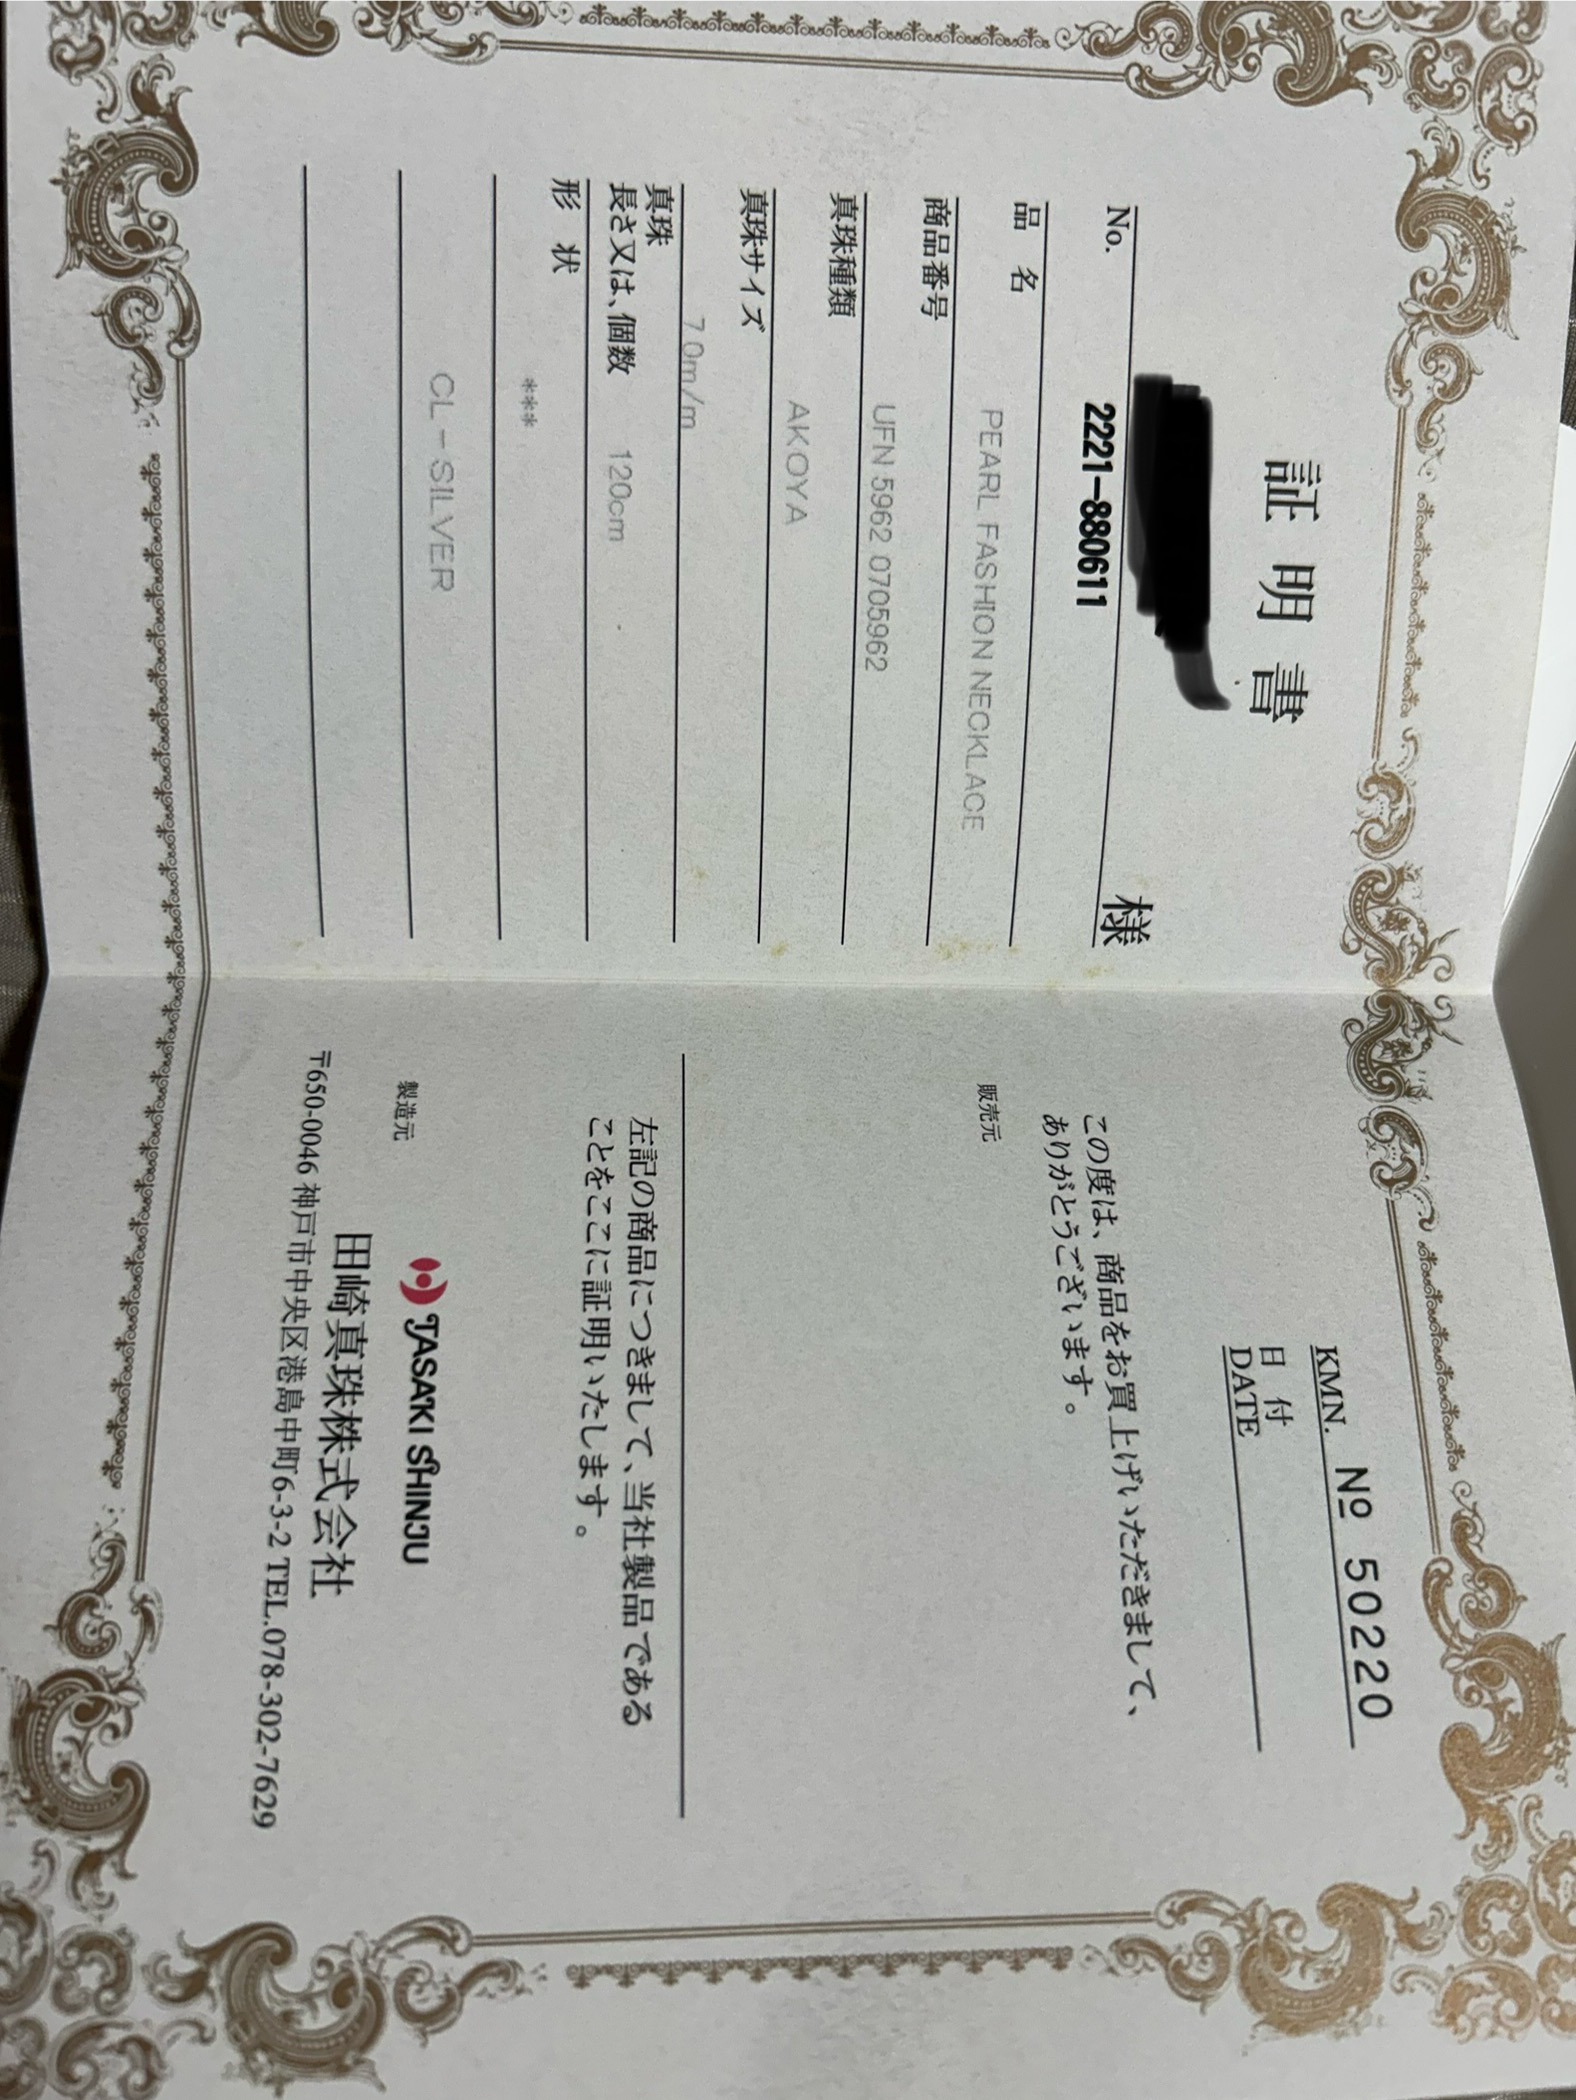 証明書
様
No. 2221-880611
品名 PEARL FASHION NECKLACE
商品番号 UFN 5962 0705962
真珠種類 AKOYA
真珠サイズ 7.0m/m
真珠
長さ又は、個数 120cm
形状 ***
CL-SILVER
KMN. № 50220
日付
DATE
この度は、商品をお買上げいただきまして、
ありがとうございます。
販売元
左記の商品につきまして、当社製品である
ことをここに証明いたします。
製造元
TASAKI SHINJU
田崎真珠株式会社
〒650-0046 神戸市中央区港島中町6-3-2 TEL.078-302-7629